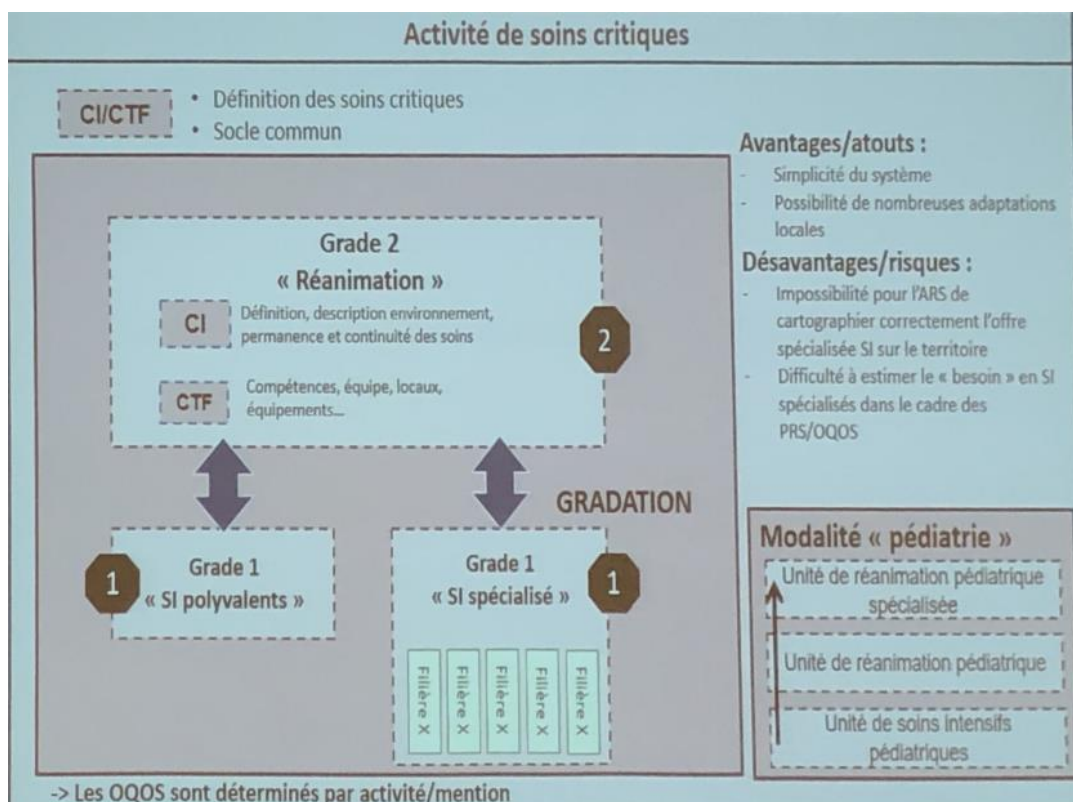 Activité de soins critiques
CI/CTF
• Définition des soins critiques
• Socle commun
Grade 2
« Réanimation »
CI
Définition, description environnement,
permanence et continuité des soins
CTF
Compétences, équipe, locaux,
équipements...
2
GRADATION
1
Grade 1
« SI polyvalents »
Grade 1
« SI spécialisé »
1
Filière X
Filière X
Filière X
Filière X
Filière X
Avantages/atouts :
- Simplicité du système
- Possibilité de nombreuses adaptations
locales
Désavantages/risques :
- Impossibilité pour l'ARS de
cartographier correctement l'offre
spécialisée SI sur le territoire
- Difficulté à estimer le « besoin » en SI
spécialisés dans le cadre des
PRS/OQOS
Modalité « pédiatrie »
Unité de réanimation pédiatrique
spécialisée
Unité de réanimation pédiatrique
Unité de soins intensifs
pédiatriques
-> Les OQOS sont déterminés par activité/mention